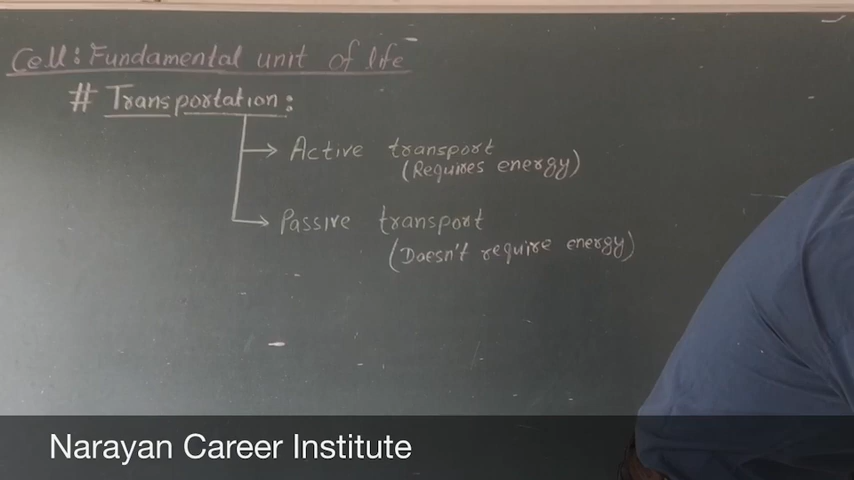 Cell: Fundamental unit of life
# Transportation:
Active transport
(Requires energy)
Passive transport
(Doesn't require energy)
Narayan Career Institute